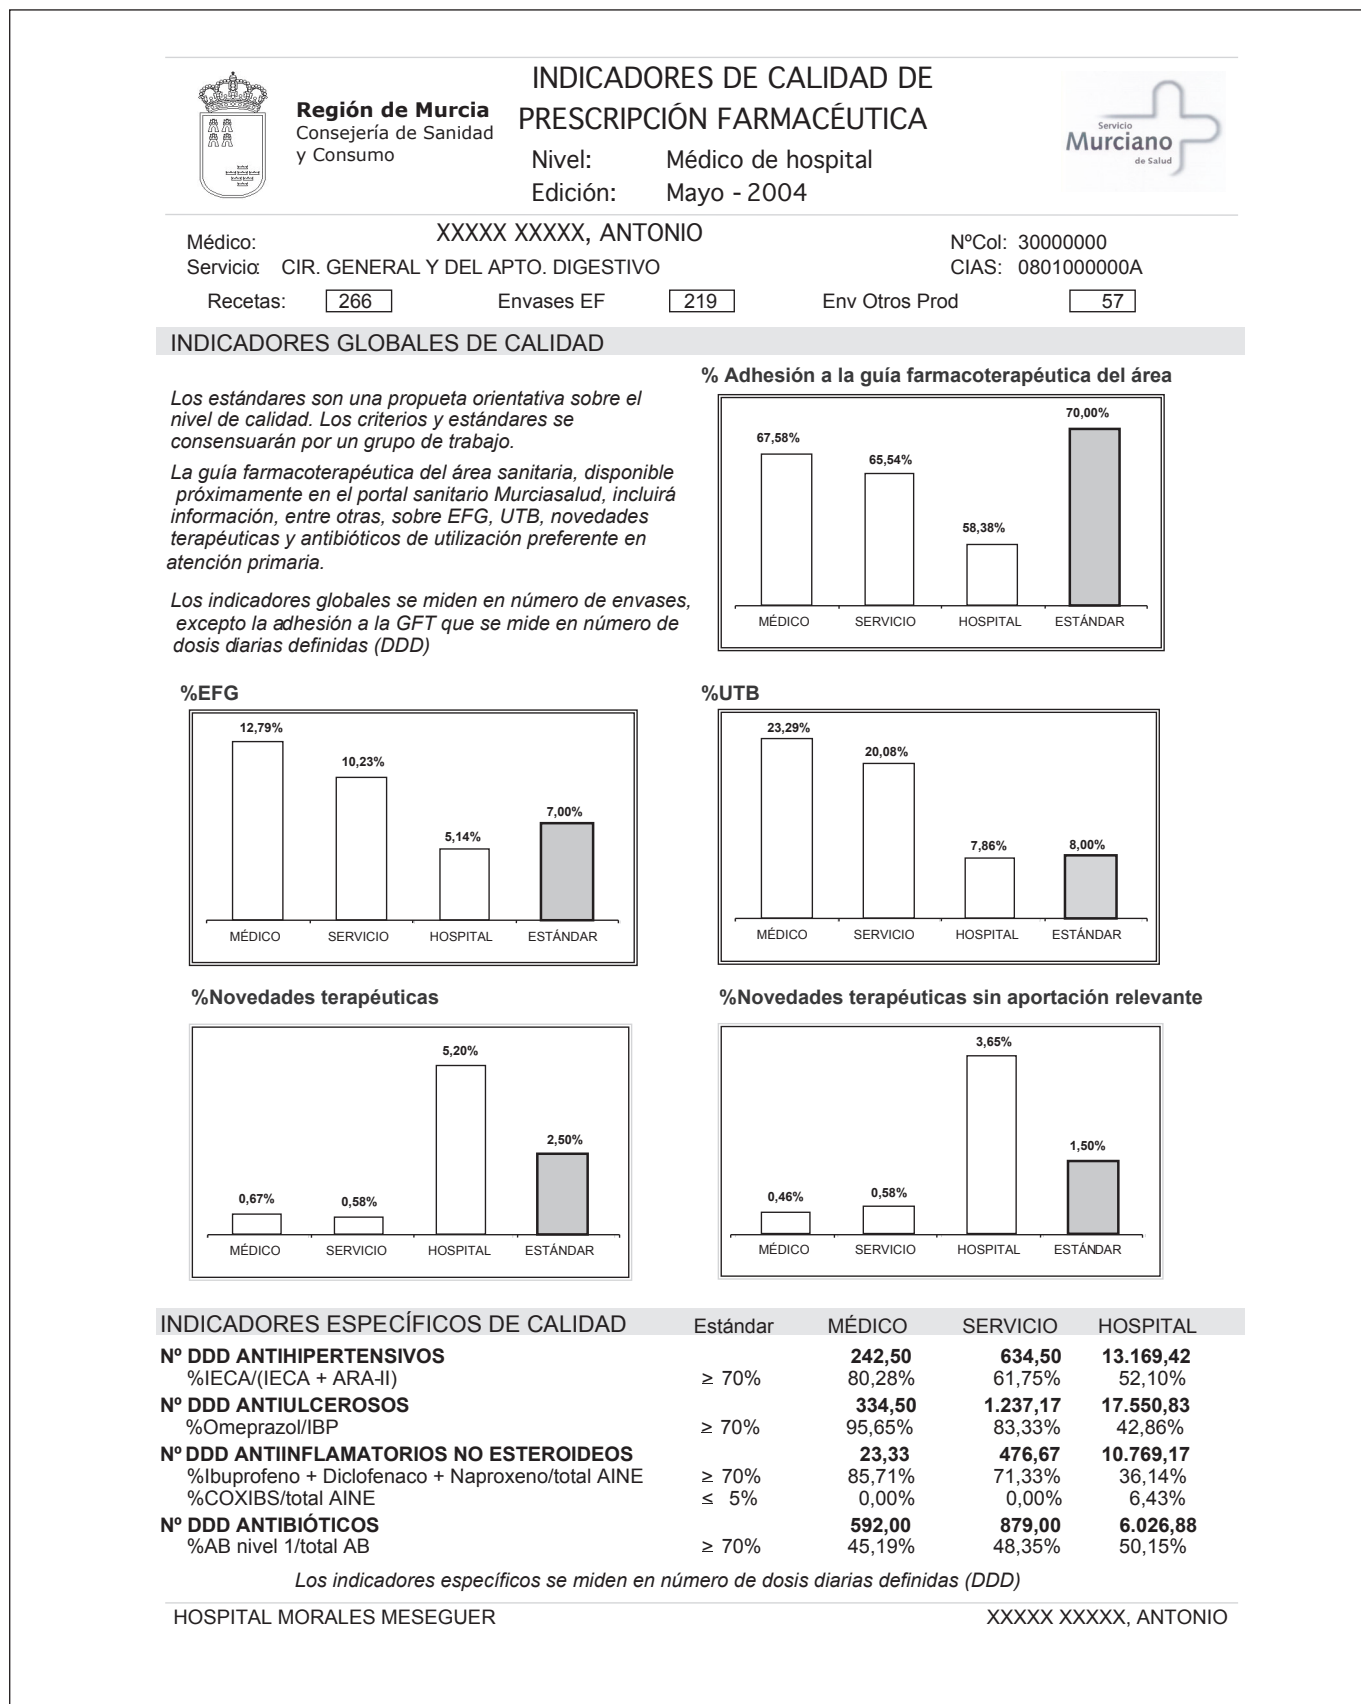 INDICADORES DE CALIDAD DE
PRESCRIPCIÓN FARMACÉUTICA
Región de Murcia
Consejería de Sanidad
y Consumo
Nivel: Médico de hospital
Edición: Mayo - 2004
Servicio
Murciano
de Salud
Médico: XXXXX XXXXX, ANTONIO NºCol: 30000000
Servicio: CIR. GENERAL Y DEL APTO. DIGESTIVO CIAS: 0801000000A
Recetas: 266 Envases EF 219 Env Otros Prod 57
INDICADORES GLOBALES DE CALIDAD
Los estándares son una propueta orientativa sobre el
nivel de calidad. Los criterios y estándares se
consensuarán por un grupo de trabajo.
La guía farmacoterapéutica del área sanitaria, disponible
próximamente en el portal sanitario Murciasalud, incluirá
información, entre otras, sobre EFG, UTB, novedades
terapéuticas y antibióticos de utilización preferente en
atención primaria.
Los indicadores globales se miden en número de envases,
excepto la adhesión a la GFT que se mide en número de
dosis diarias definidas (DDD)
% Adhesión a la guía farmacoterapéutica del área
67,58% 65,54% 58,38% 70,00%
MÉDICO SERVICIO HOSPITAL ESTÁNDAR
%EFG
12,79% 10,23% 5,14% 7,00%
MÉDICO SERVICIO HOSPITAL ESTÁNDAR
%UTB
23,29% 20,08% 7,86% 8,00%
MÉDICO SERVICIO HOSPITAL ESTÁNDAR
%Novedades terapéuticas
0,67% 0,58% 5,20% 2,50%
MÉDICO SERVICIO HOSPITAL ESTÁNDAR
%Novedades terapéuticas sin aportación relevante
0,46% 0,58% 3,65% 1,50%
MÉDICO SERVICIO HOSPITAL ESTÁNDAR
INDICADORES ESPECÍFICOS DE CALIDAD Estándar MÉDICO SERVICIO HOSPITAL
Nº DDD ANTIHIPERTENSIVOS 242,50 634,50 13.169,42
%IECA/(IECA + ARA-II) ≥ 70% 80,28% 61,75% 52,10%
Nº DDD ANTIULCEROSOS 334,50 1.237,17 17.550,83
%Omeprazol/IBP ≥ 70% 95,65% 83,33% 42,86%
Nº DDD ANTIINFLAMATORIOS NO ESTEROIDEOS 23,33 476,67 10.769,17
%Ibuprofeno + Diclofenaco + Naproxeno/total AINE ≥ 70% 85,71% 71,33% 36,14%
%COXIBS/total AINE ≤ 5% 0,00% 0,00% 6,43%
Nº DDD ANTIBIÓTICOS 592,00 879,00 6.026,88
%AB nivel 1/total AB ≥ 70% 45,19% 48,35% 50,15%
Los indicadores específicos se miden en número de dosis diarias definidas (DDD)
HOSPITAL MORALES MESEGUER XXXXX XXXXX, ANTONIO